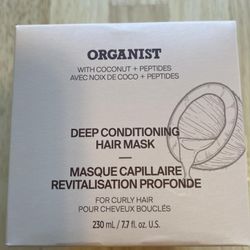 ORGANIST
WITH COCONUT + PEPTIDES
AVEC NOIX DE COCO + PEPTIDES
DEEP CONDITIONING
HAIR MASK
MASQUE CAPILLAIRE
REVITALISATION PROFONDE
FOR CURLY HAIR
POUR CHEVEUX BOUCLÉS
230 mL / 7.7 fl. oz. U.S.